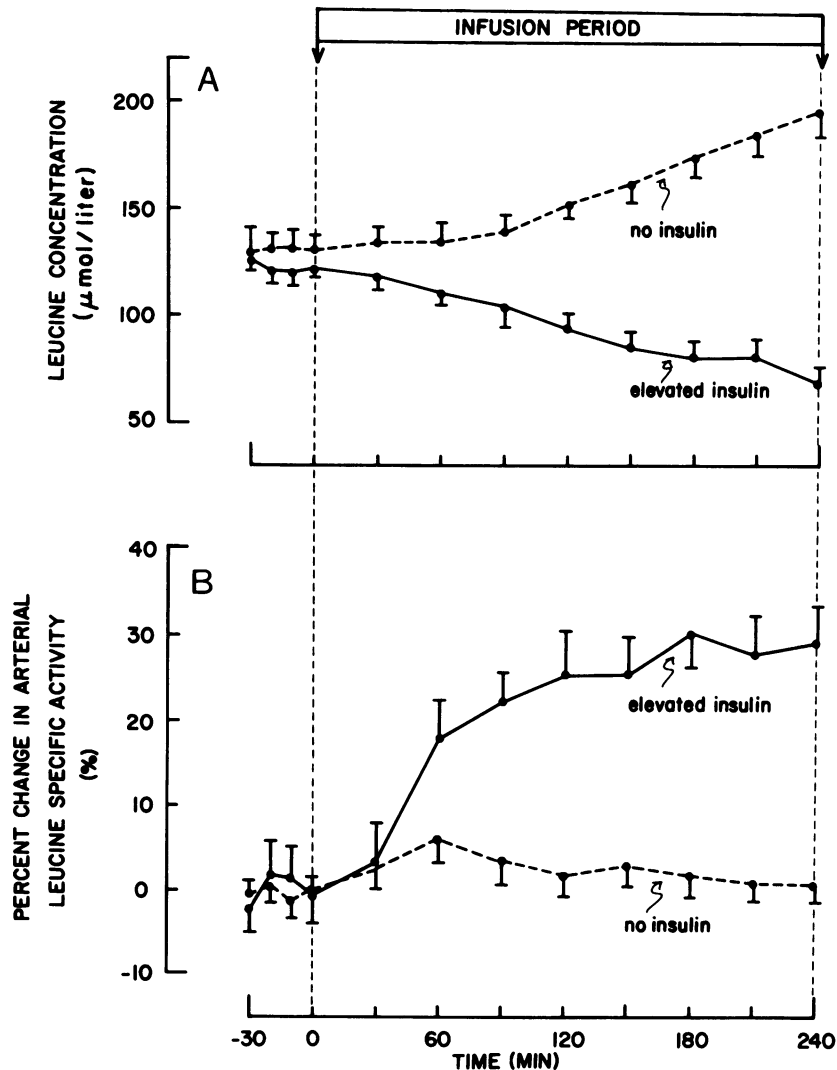 INFUSION PERIOD
A
LEUCINE CONCENTRATION
(μmol/liter)
200
150
100
50
no insulin
elevated insulin
B
PERCENT CHANGE IN ARTERIAL
LEUCINE SPECIFIC ACTIVITY
(%)
40
30
20
10
0
-10
elevated insulin
no insulin
-30 0 60 120 180 240
TIME (MIN)